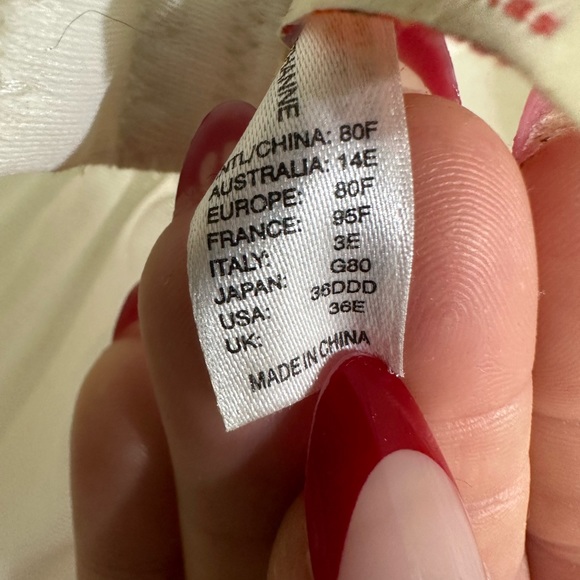 NTL/CHINA: 80F
AUSTRALIA: 14E
EUROPE: 80F
FRANCE: 95F
ITALY: 3E
JAPAN: G80
USA: 36DDD
UK: 36E
MADE IN CHINA